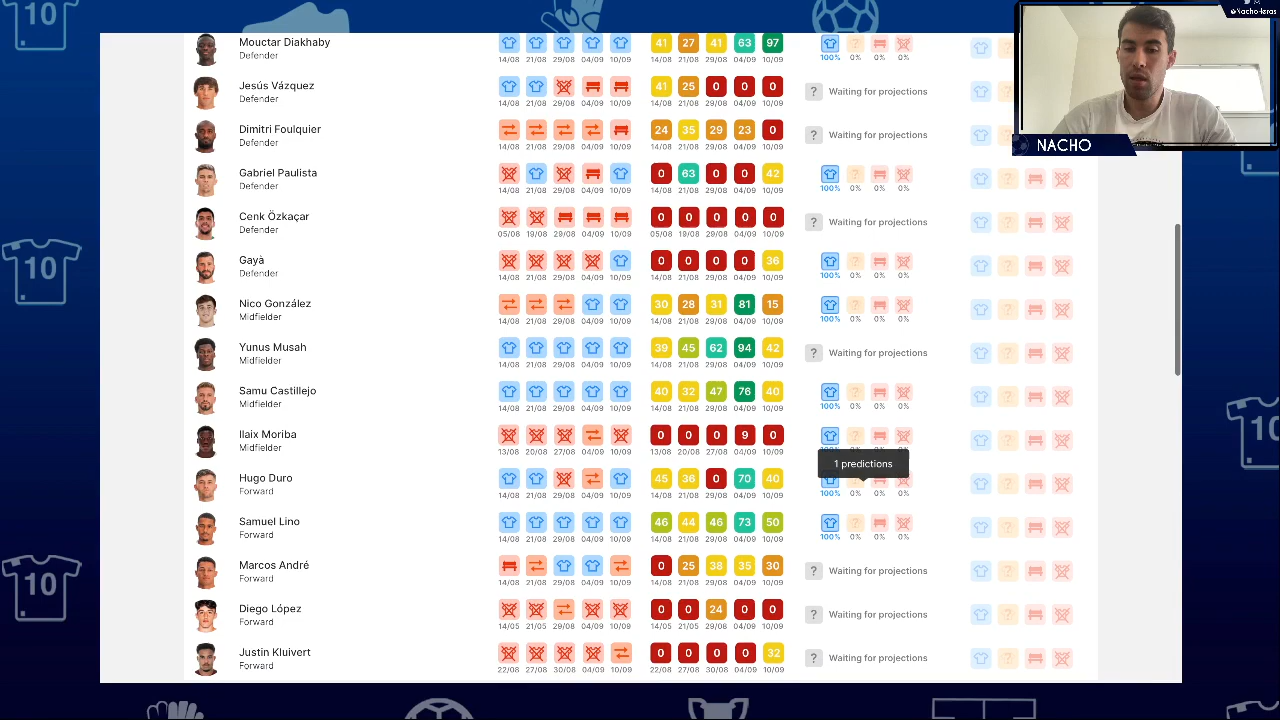 Nacho-leras
NACHO
Mouctar Diakhaby
Defender
41 27 41 63 97
14/08 21/08 29/08 04/09 10/09
100% 0% 0% 0%
Jesús Vázquez
Defender
41 25 0 0 0
14/08 21/08 29/08 04/09 10/09
14/08 21/08 29/08 04/09 10/09
? Waiting for projections
Dimitri Foulquier
Defender
24 35 29 23 0
14/08 21/08 29/08 04/09 10/09
14/08 21/08 29/08 04/09 10/09
? Waiting for projections
Gabriel Paulista
Defender
0 63 0 0 42
14/08 21/08 29/08 04/09 10/09
14/08 21/08 29/08 04/09 10/09
100% 0% 0% 0%
Cenk Özkaçar
Defender
0 0 0 0 0
05/08 19/08 29/08 04/09 10/09
05/08 19/08 29/08 04/09 10/09
? Waiting for projections
Gayà
Defender
0 0 0 0 36
14/08 21/08 29/08 04/09 10/09
14/08 21/08 29/08 04/09 10/09
100% 0% 0% 0%
Nico González
Midfielder
30 28 31 81 15
14/08 21/08 29/08 04/09 10/09
14/08 21/08 29/08 04/09 10/09
100% 0% 0% 0%
Yunus Musah
Midfielder
39 45 62 94 42
14/08 21/08 29/08 04/09 10/09
14/08 21/08 29/08 04/09 10/09
? Waiting for projections
Samu Castillejo
Midfielder
40 32 47 76 40
14/08 21/08 29/08 04/09 10/09
14/08 21/08 29/08 04/09 10/09
100% 0% 0% 0%
Ilaix Moriba
Midfielder
0 0 0 9 0
13/08 20/08 27/08 04/09 10/09
13/08 20/08 27/08 04/09 10/09
1 predictions
Hugo Duro
Forward
45 36 0 70 40
14/08 21/08 29/08 04/09 10/09
14/08 21/08 29/08 04/09 10/09
100% 0% 0% 0%
Samuel Lino
Forward
46 44 46 73 50
14/08 21/08 29/08 04/09 10/09
14/08 21/08 29/08 04/09 10/09
100% 0% 0% 0%
Marcos André
Forward
0 25 38 35 30
14/08 21/08 29/08 04/09 10/09
14/08 21/08 29/08 04/09 10/09
? Waiting for projections
Diego López
Forward
0 0 24 0 0
14/05 21/05 29/08 04/09 10/09
14/05 21/05 29/08 04/09 10/09
? Waiting for projections
Justin Kluivert
Forward
0 0 0 0 32
22/08 27/08 30/08 04/09 10/09
22/08 27/08 30/08 04/09 10/09
? Waiting for projections